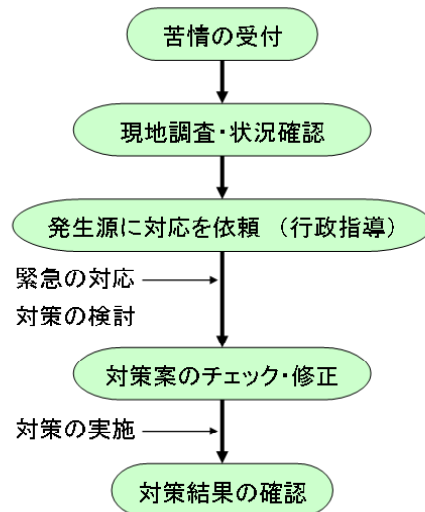 苦情の受付
現地調査・状況確認
発生源に対応を依頼 （行政指導）
緊急の対応
対策の検討
対策案のチェック・修正
対策の実施
対策結果の確認